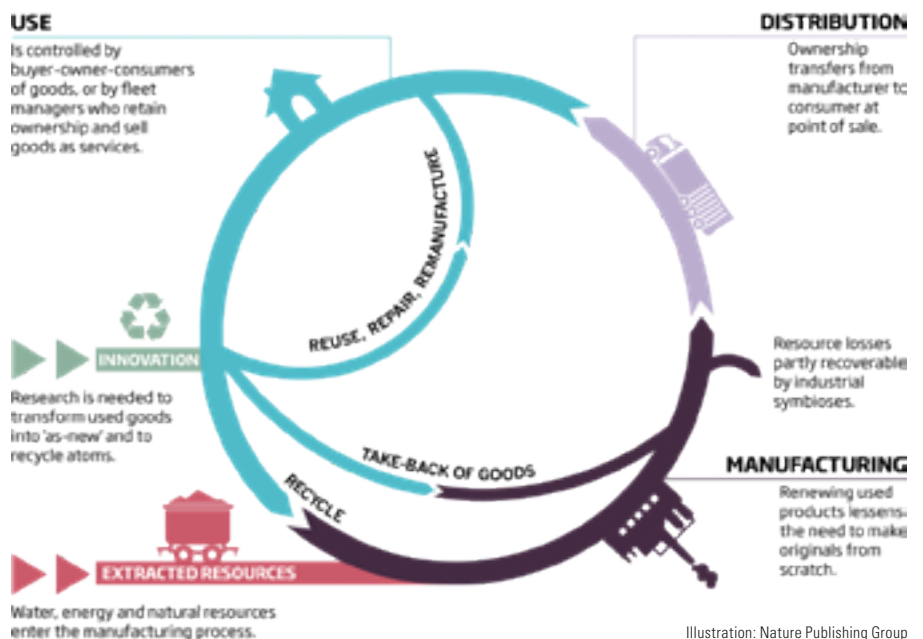 USE
Is controlled by
buyer-owner-consumers
of goods, or by fleet
managers who retain
ownership and sell
goods as services.
DISTRIBUTION
Ownership
transfers from
manufacturer to
consumer at
point of sale.
REUSE, REPAIR, REMANUFACTURE
INNOVATION
Research is needed to
transform used goods
into 'as-new' and to
recycle atoms.
Resource losses
partly recoverable
by industrial
symbioses.
TAKE-BACK OF GOODS
RECYCLE
MANUFACTURING
Renewing used
products lessens
the need to make
originals from
scratch.
EXTRACTED RESOURCES
Water, energy and natural resources
enter the manufacturing process.
Illustration: Nature Publishing Group